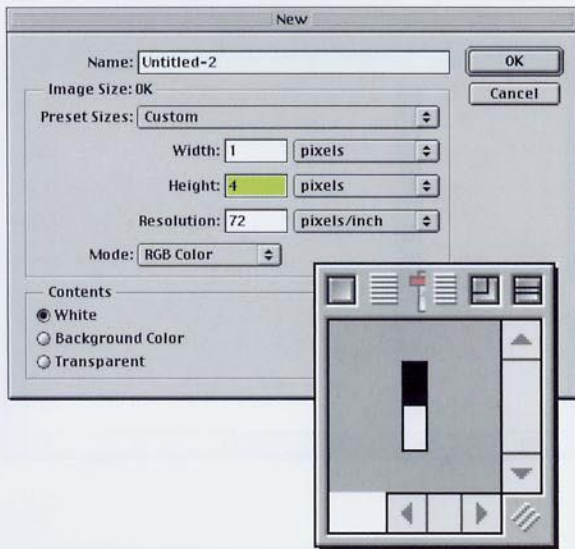 New
Name: Untitled-2
OK
Cancel
Image Size: 0K
Preset Sizes: Custom
Width: 1 pixels
Height: 4 pixels
Resolution: 72 pixels/inch
Mode: RGB Color
Contents
White
Background Color
Transparent